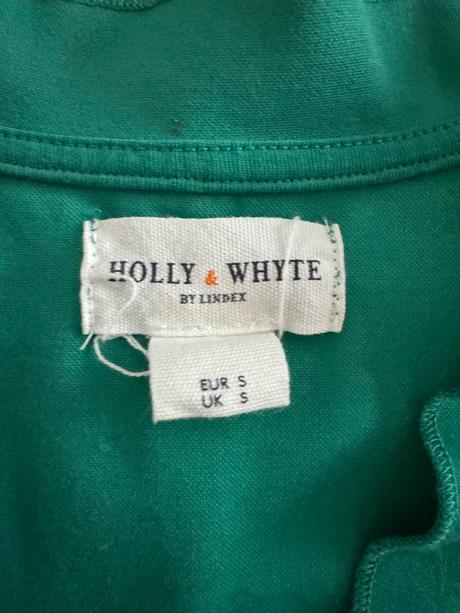 HOLLY & WHYTE
BY LINDEX
EUR S
UK S